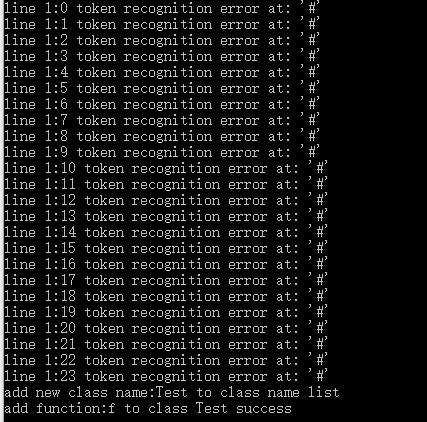 line 1:0 token recognition error at: '#'
line 1:1 token recognition error at: '#'
line 1:2 token recognition error at: '#'
line 1:3 token recognition error at: '#'
line 1:4 token recognition error at: '#'
line 1:5 token recognition error at: '#'
line 1:6 token recognition error at: '#'
line 1:7 token recognition error at: '#'
line 1:8 token recognition error at: '#'
line 1:9 token recognition error at: '#'
line 1:10 token recognition error at: '#'
line 1:11 token recognition error at: '#'
line 1:12 token recognition error at: '#'
line 1:13 token recognition error at: '#'
line 1:14 token recognition error at: '#'
line 1:15 token recognition error at: '#'
line 1:16 token recognition error at: '#'
line 1:17 token recognition error at: '#'
line 1:18 token recognition error at: '#'
line 1:19 token recognition error at: '#'
line 1:20 token recognition error at: '#'
line 1:21 token recognition error at: '#'
line 1:22 token recognition error at: '#'
line 1:23 token recognition error at: '#'
add new class name:Test to class name list
add function:f to class Test success